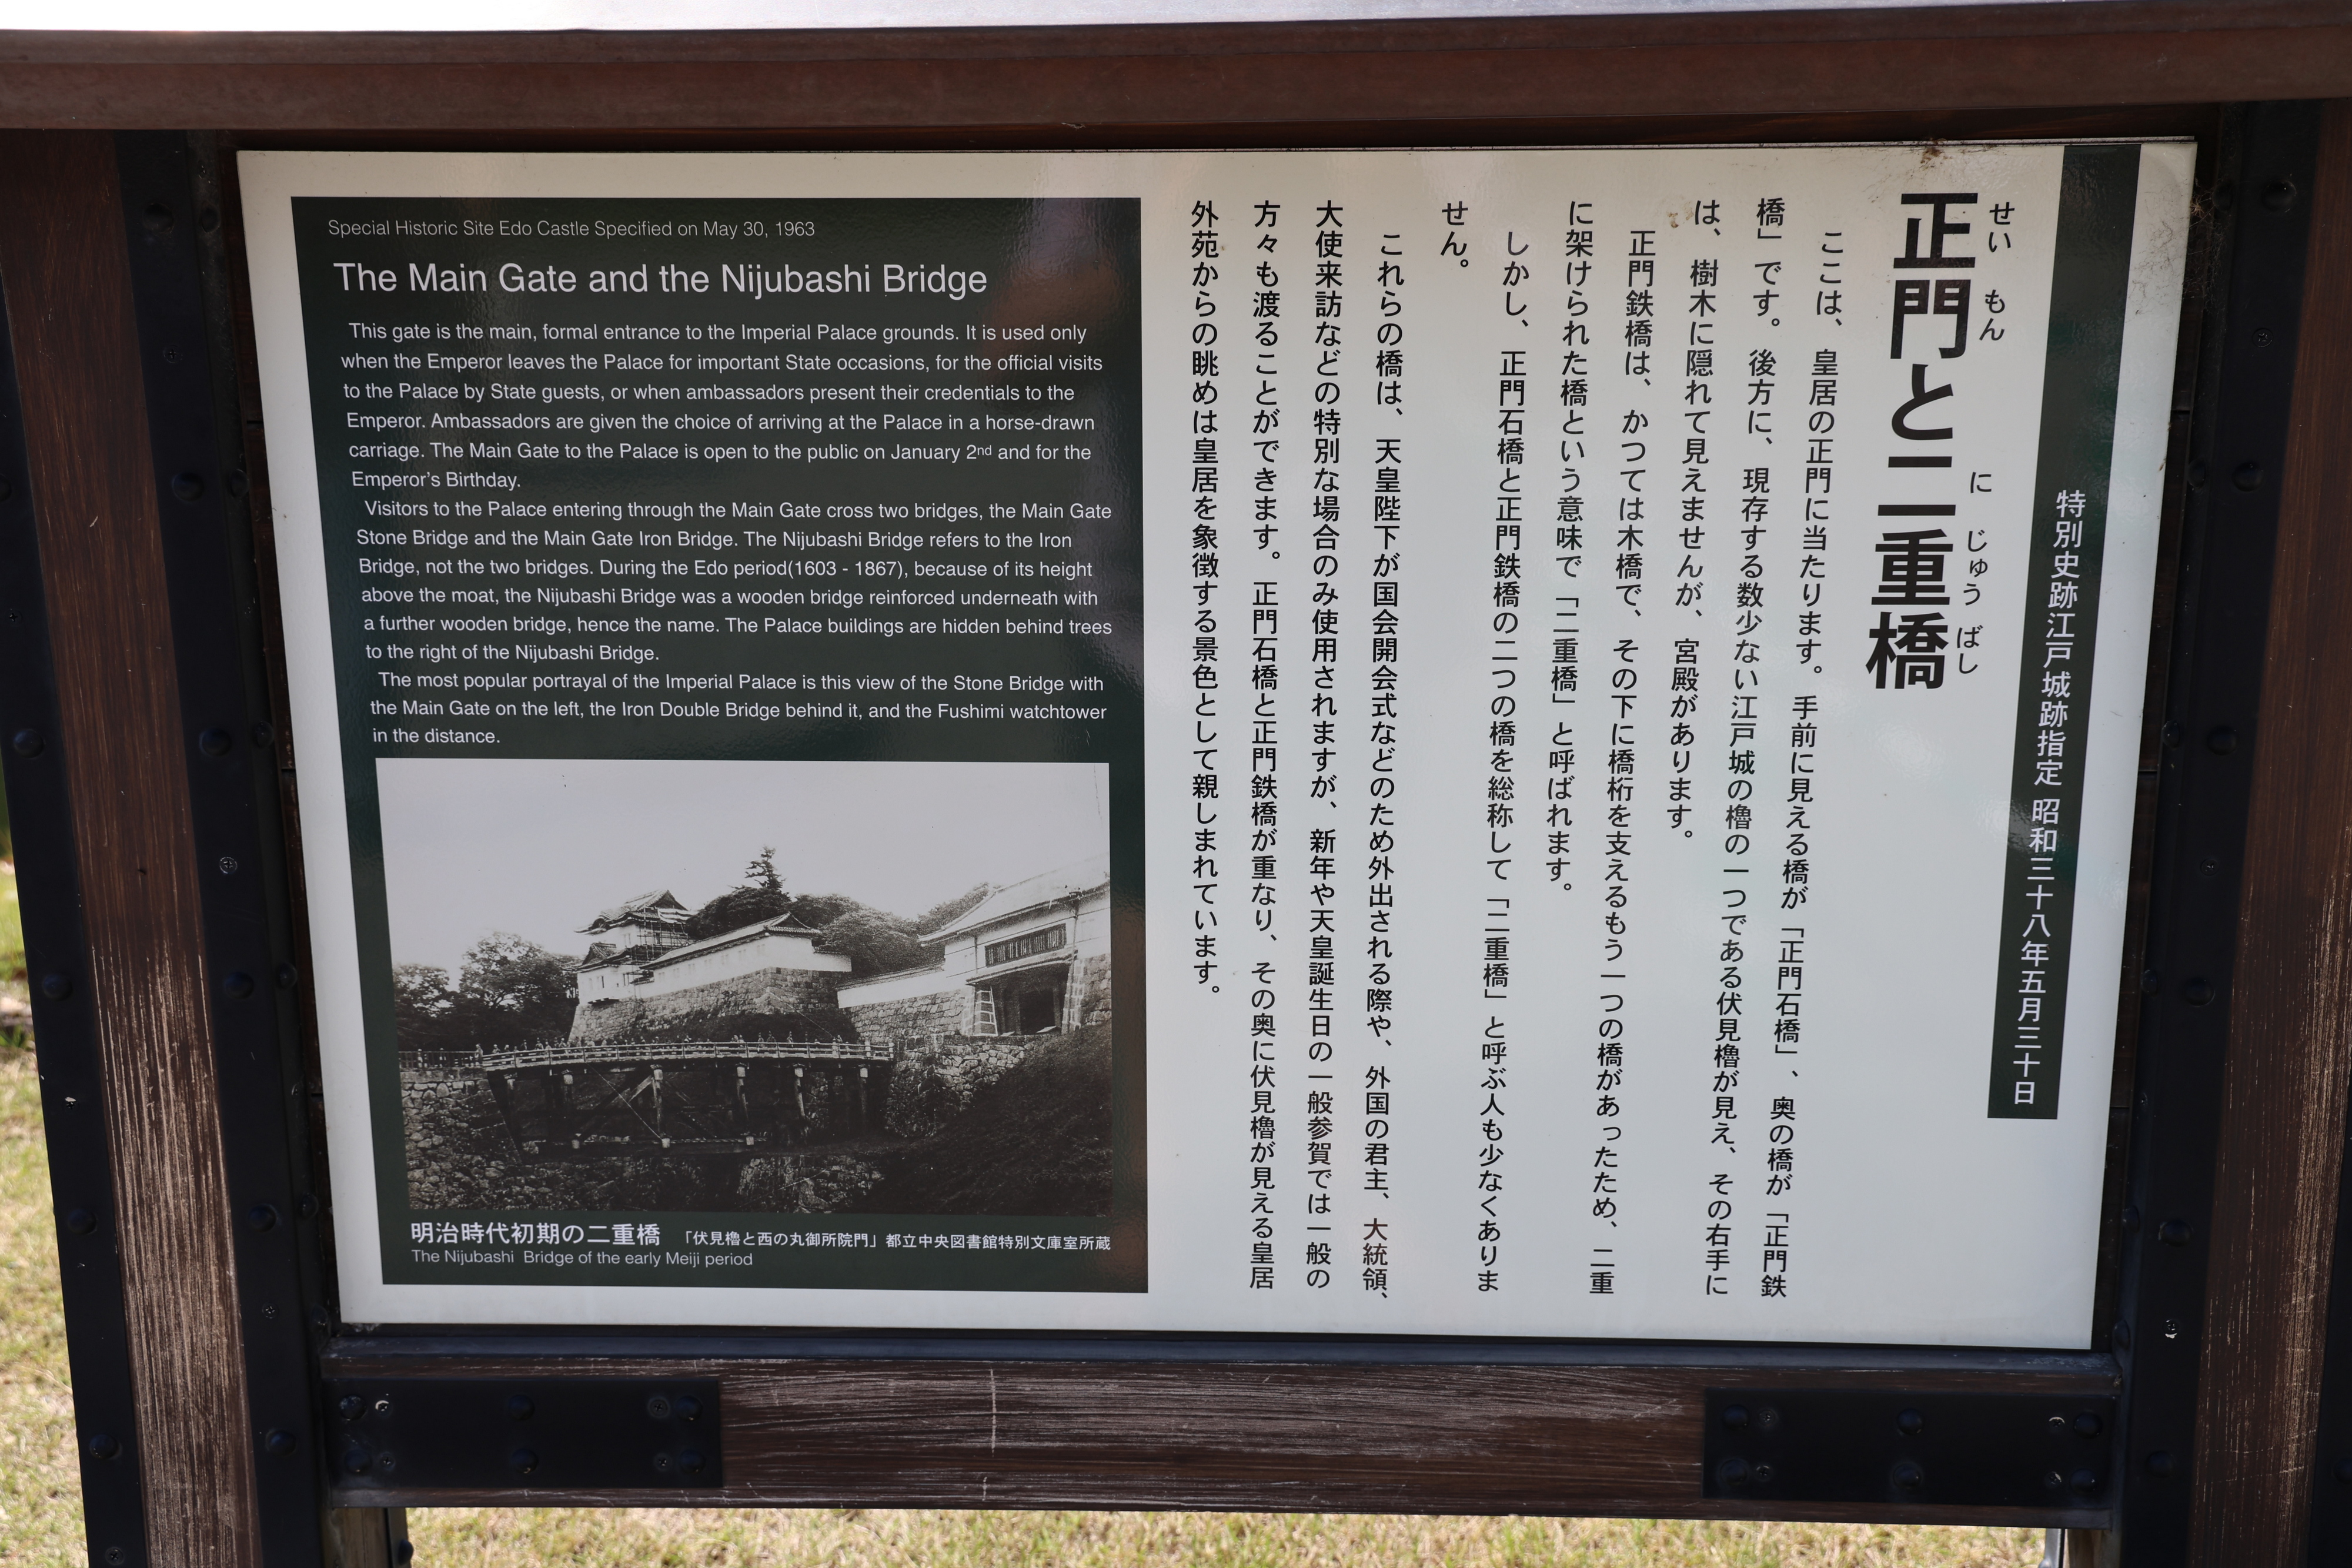 特別史跡江戸城跡指定 昭和三十八年五月三十日
せい もん に じゅう ばし
正門と二重橋
ここは、皇居の正門に当たります。手前に見える橋が「正門石橋」、奥の橋が「正門鉄
橋」です。後方に、現存する数少ない江戸城の櫓の一つである伏見櫓が見え、その右手に
は、樹木に隠れて見えませんが、宮殿があります。
正門鉄橋は、かつては木橋で、その下に橋桁を支えるもう一つの橋があったため、二重
に架けられた橋という意味で「二重橋」と呼ばれます。
しかし、正門石橋と正門鉄橋の二つの橋を総称して「二重橋」と呼ぶ人も少なくありま
せん。
これらの橋は、天皇陛下が国会開会式などのため外出される際や、外国の君主、大統領、
大使来訪などの特別な場合のみ使用されますが、新年や天皇誕生日の一般参賀では一般の
方々も渡ることができます。正門石橋と正門鉄橋が重なり、その奥に伏見櫓が見える皇居
外苑からの眺めは皇居を象徴する景色として親しまれています。
Special Historic Site Edo Castle Specified on May 30, 1963
The Main Gate and the Nijubashi Bridge
This gate is the main, formal entrance to the Imperial Palace grounds. It is used only
when the Emperor leaves the Palace for important State occasions, for the official visits
to the Palace by State guests, or when ambassadors present their credentials to the
Emperor. Ambassadors are given the choice of arriving at the Palace in a horse-drawn
carriage. The Main Gate to the Palace is open to the public on January 2nd and for the
Emperor's Birthday.
Visitors to the Palace entering through the Main Gate cross two bridges, the Main Gate
Stone Bridge and the Main Gate Iron Bridge. The Nijubashi Bridge refers to the Iron
Bridge, not the two bridges. During the Edo period(1603 - 1867), because of its height
above the moat, the Nijubashi Bridge was a wooden bridge reinforced underneath with
a further wooden bridge, hence the name. The Palace buildings are hidden behind trees
to the right of the Nijubashi Bridge.
The most popular portrayal of the Imperial Palace is this view of the Stone Bridge with
the Main Gate on the left, the Iron Double Bridge behind it, and the Fushimi watchtower
in the distance.
明治時代初期の二重橋 「伏見櫓と西の丸御所院門」都立中央図書館特別文庫室所蔵
The Nijubashi Bridge of the early Meiji period